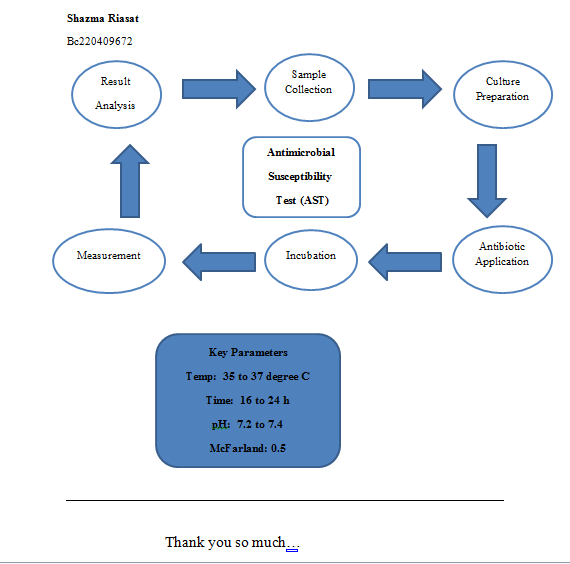 Shazma Riasat
Bc220409672
Result
Analysis
Sample
Collection
Culture
Preparation
Antimicrobial
Susceptibility
Test (AST)
Measurement
Incubation
Antibiotic
Application
Key Parameters
Temp: 35 to 37 degree C
Time: 16 to 24 h
pH: 7.2 to 7.4
McFarland: 0.5
Thank you so much…